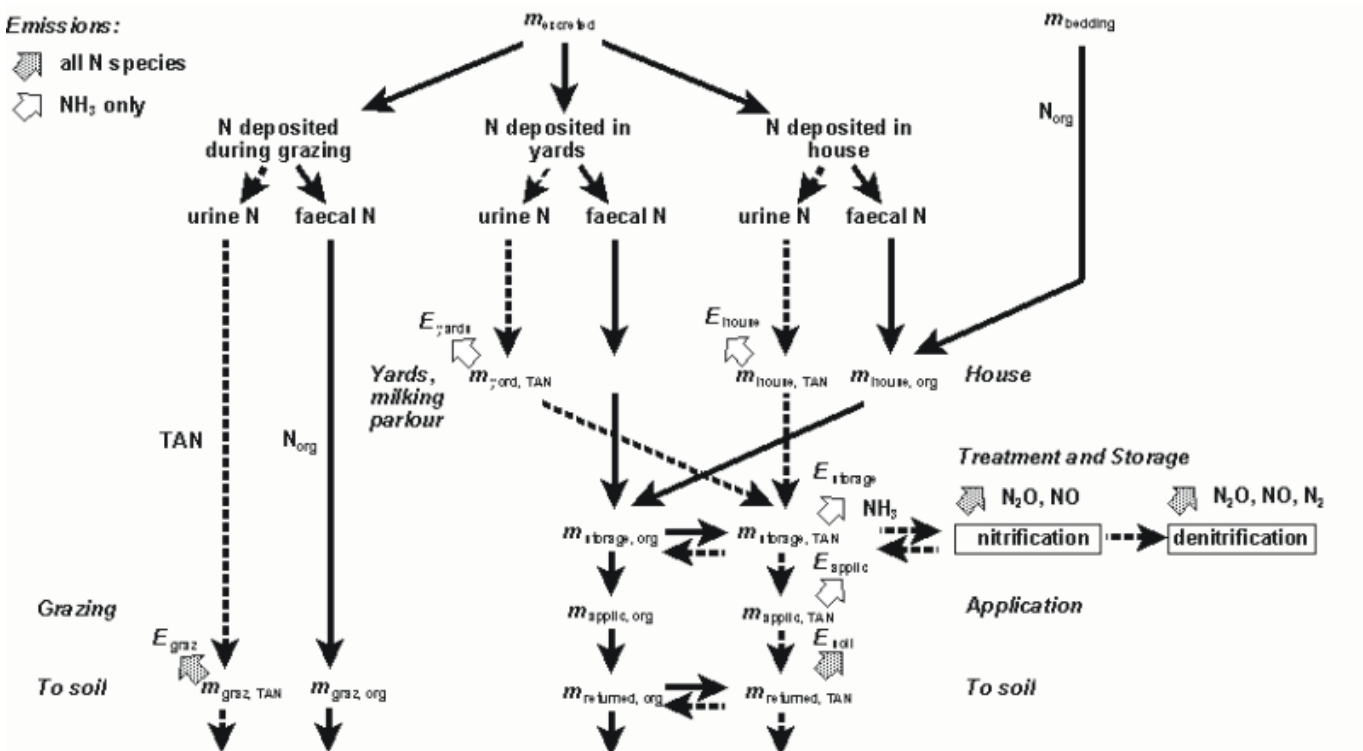 Emissions:
all N species
NH₃ only
m excreted
m bedding
N org
N deposited
during grazing
N deposited in
yards
N deposited in
house
urine N
faecal N
urine N
faecal N
urine N
faecal N
E yards
E house
Yards,
milking
parlour
m yard, TAN
m house, TAN
m house, org
House
TAN
N org
Treatment and Storage
E storage
NH₃
N₂O, NO
N₂O, NO, N₂
m storage, org
m storage, TAN
nitrification
denitrification
E applic
Grazing
m applic, org
m applic, TAN
Application
E graz
E soil
To soil
m graz, TAN
m graz, org
m returned, org
m returned, TAN
To soil